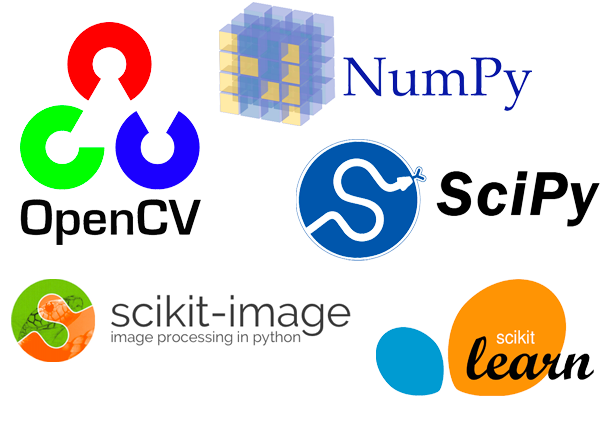 NumPy
OpenCV
SciPy
scikit-image
image processing in python
scikit
learn